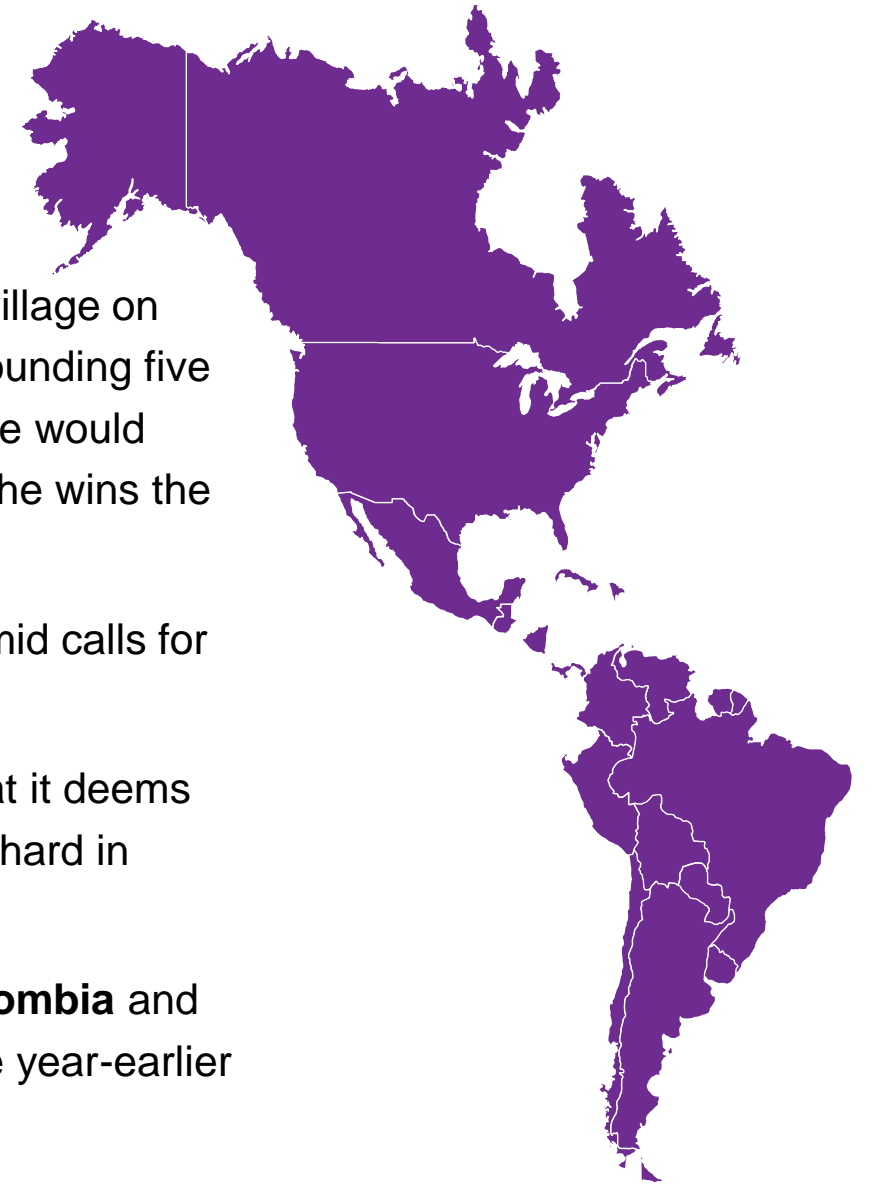 illage on
ounding five
e would
he wins the
mid calls for
at it deems
hard in
ombia and
e year-earlier